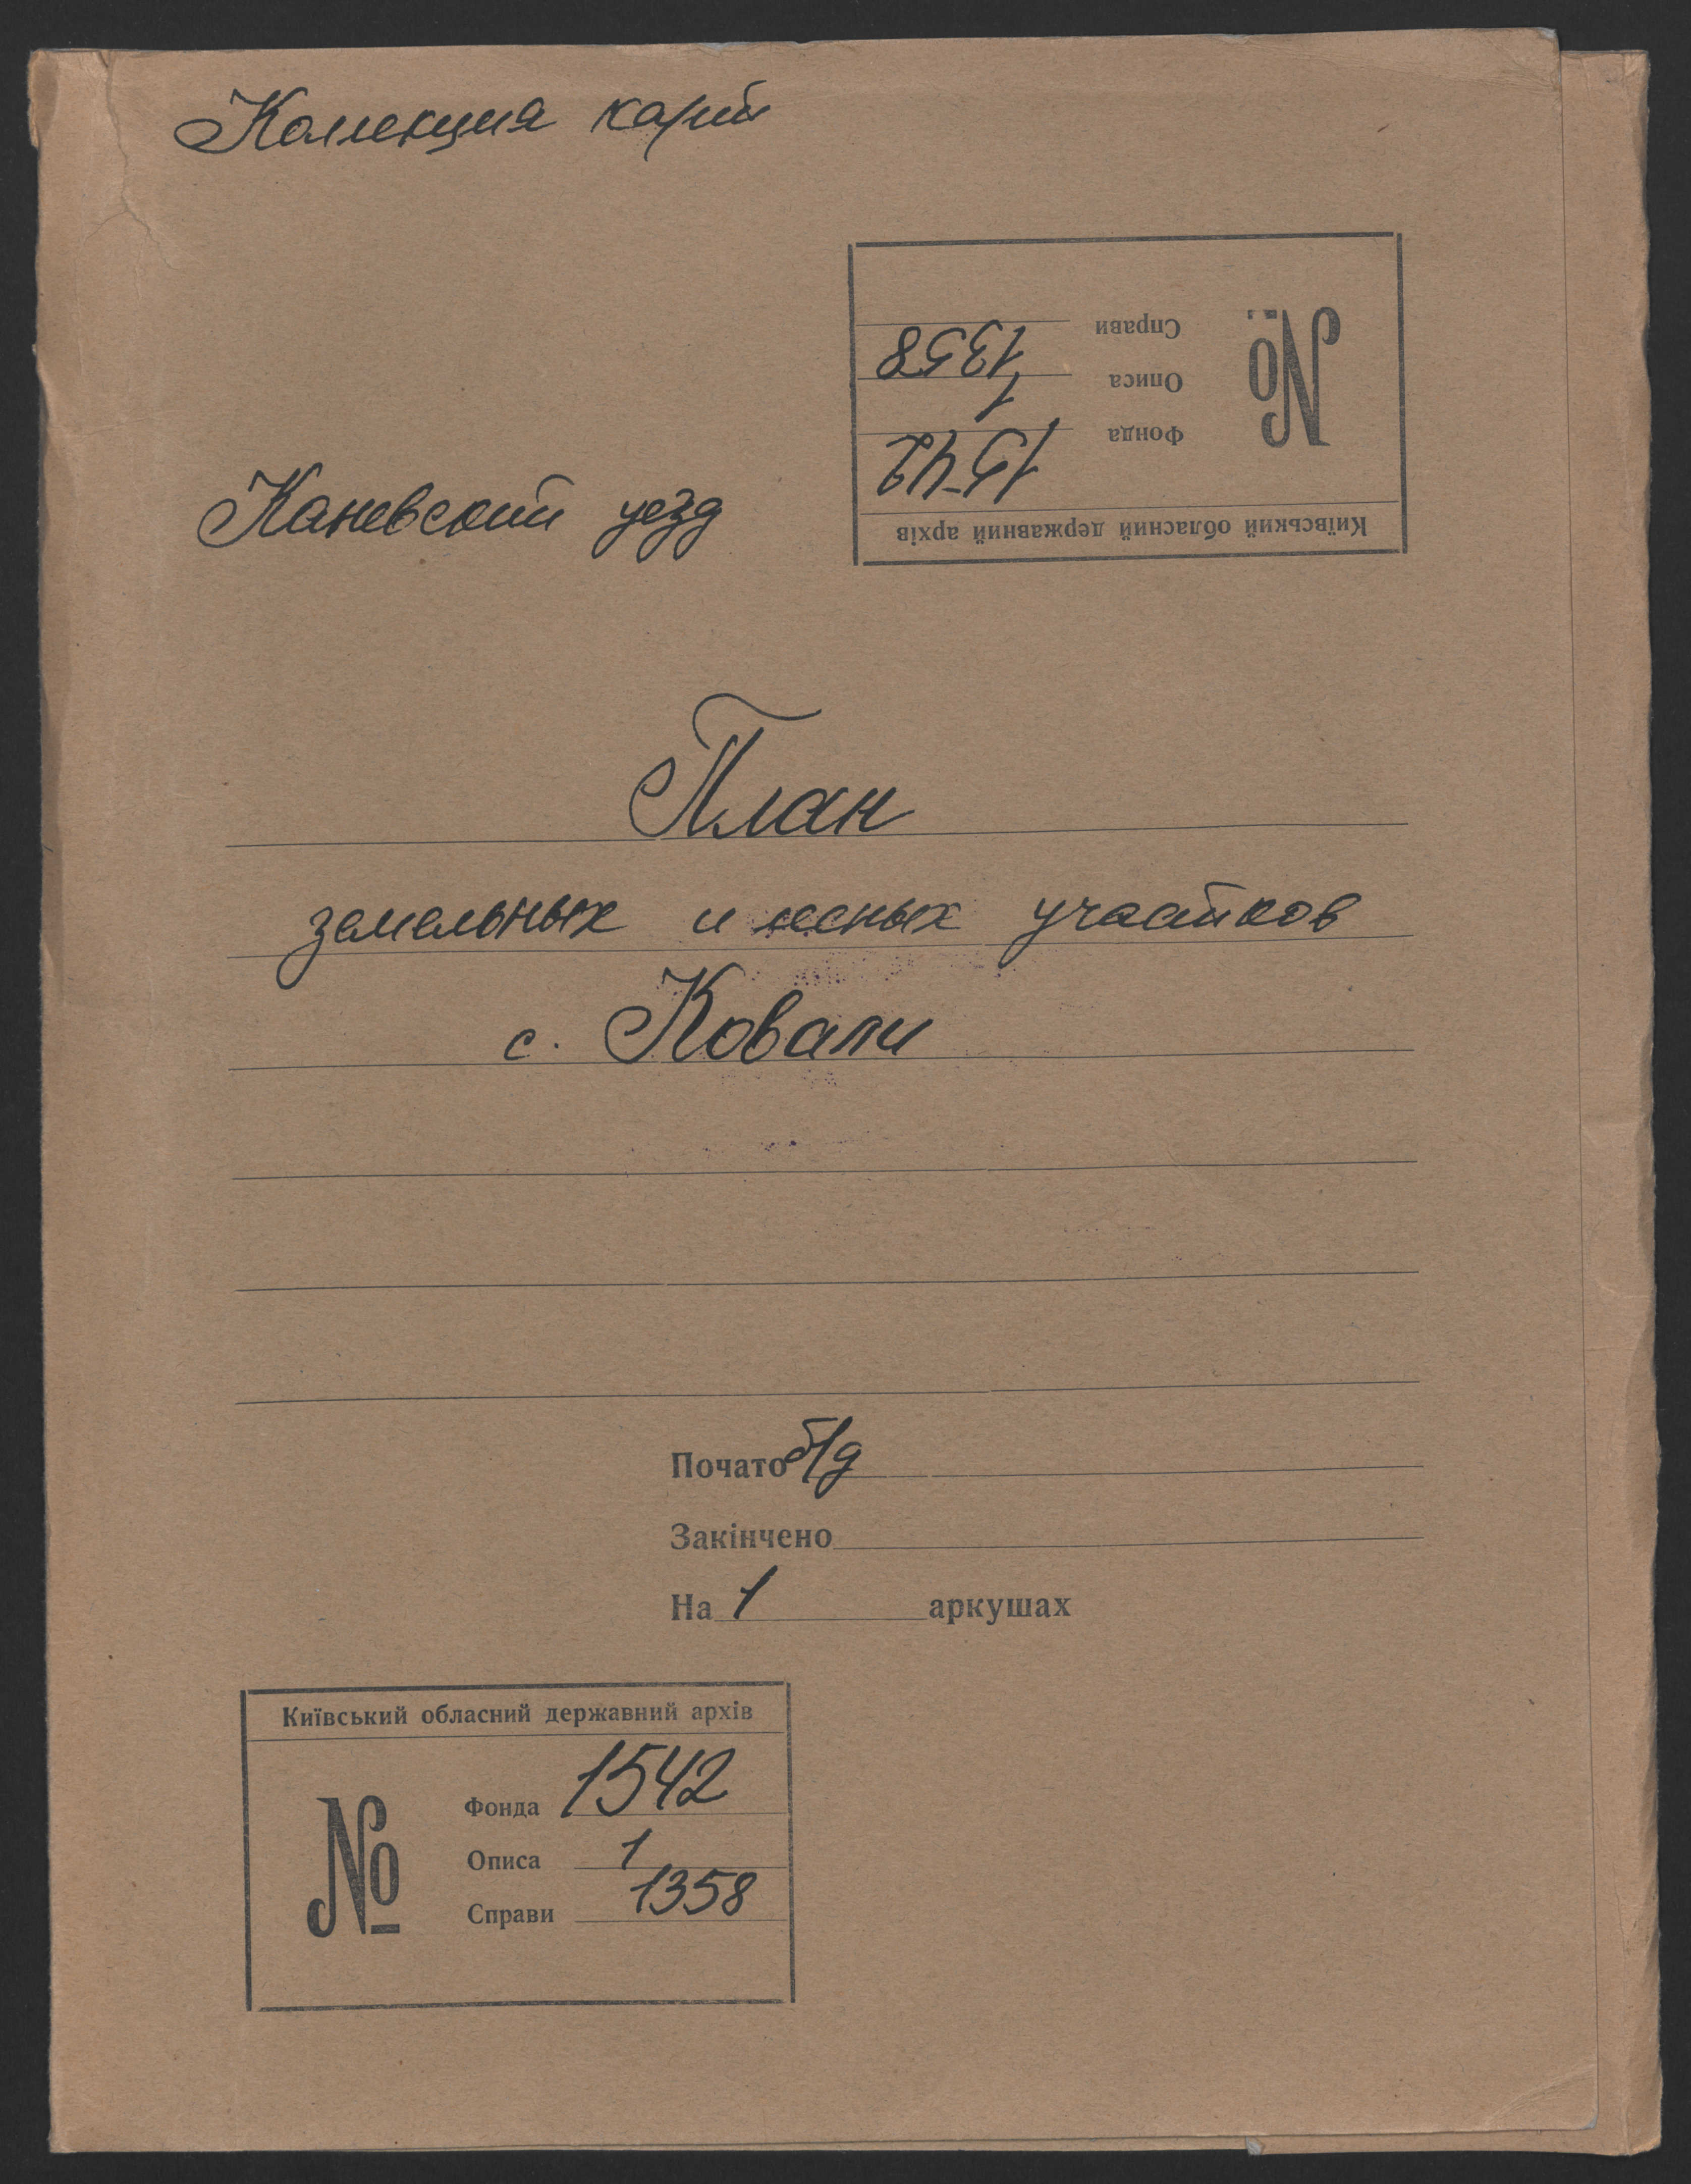 Коллекция карт
Справи
Описа 1358
Фонда 1
1542
Київський обласний державний архів
№
Каневский уезд
План
земельных и лесных участков
с. Ковали
Почато б/д
Закінчено
На 1 аркушах
Київський обласний державний архів
№
Фонда 1542
Описа 1
Справи 1358